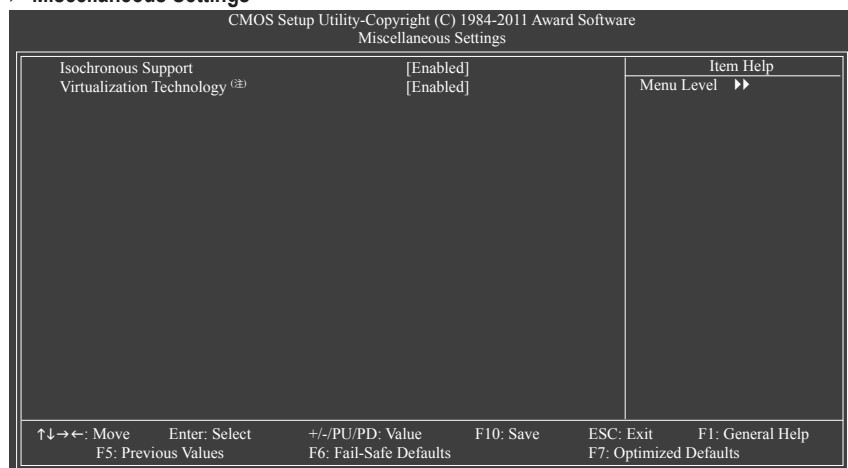 Miscellaneous Settings
CMOS Setup Utility-Copyright (C) 1984-2011 Award Software
Miscellaneous Settings
Isochronous Support [Enabled]
Virtualization Technology (注) [Enabled]
Item Help
Menu Level
↑↓→←: Move Enter: Select +/-/PU/PD: Value F10: Save ESC: Exit F1: General Help
F5: Previous Values F6: Fail-Safe Defaults F7: Optimized Defaults